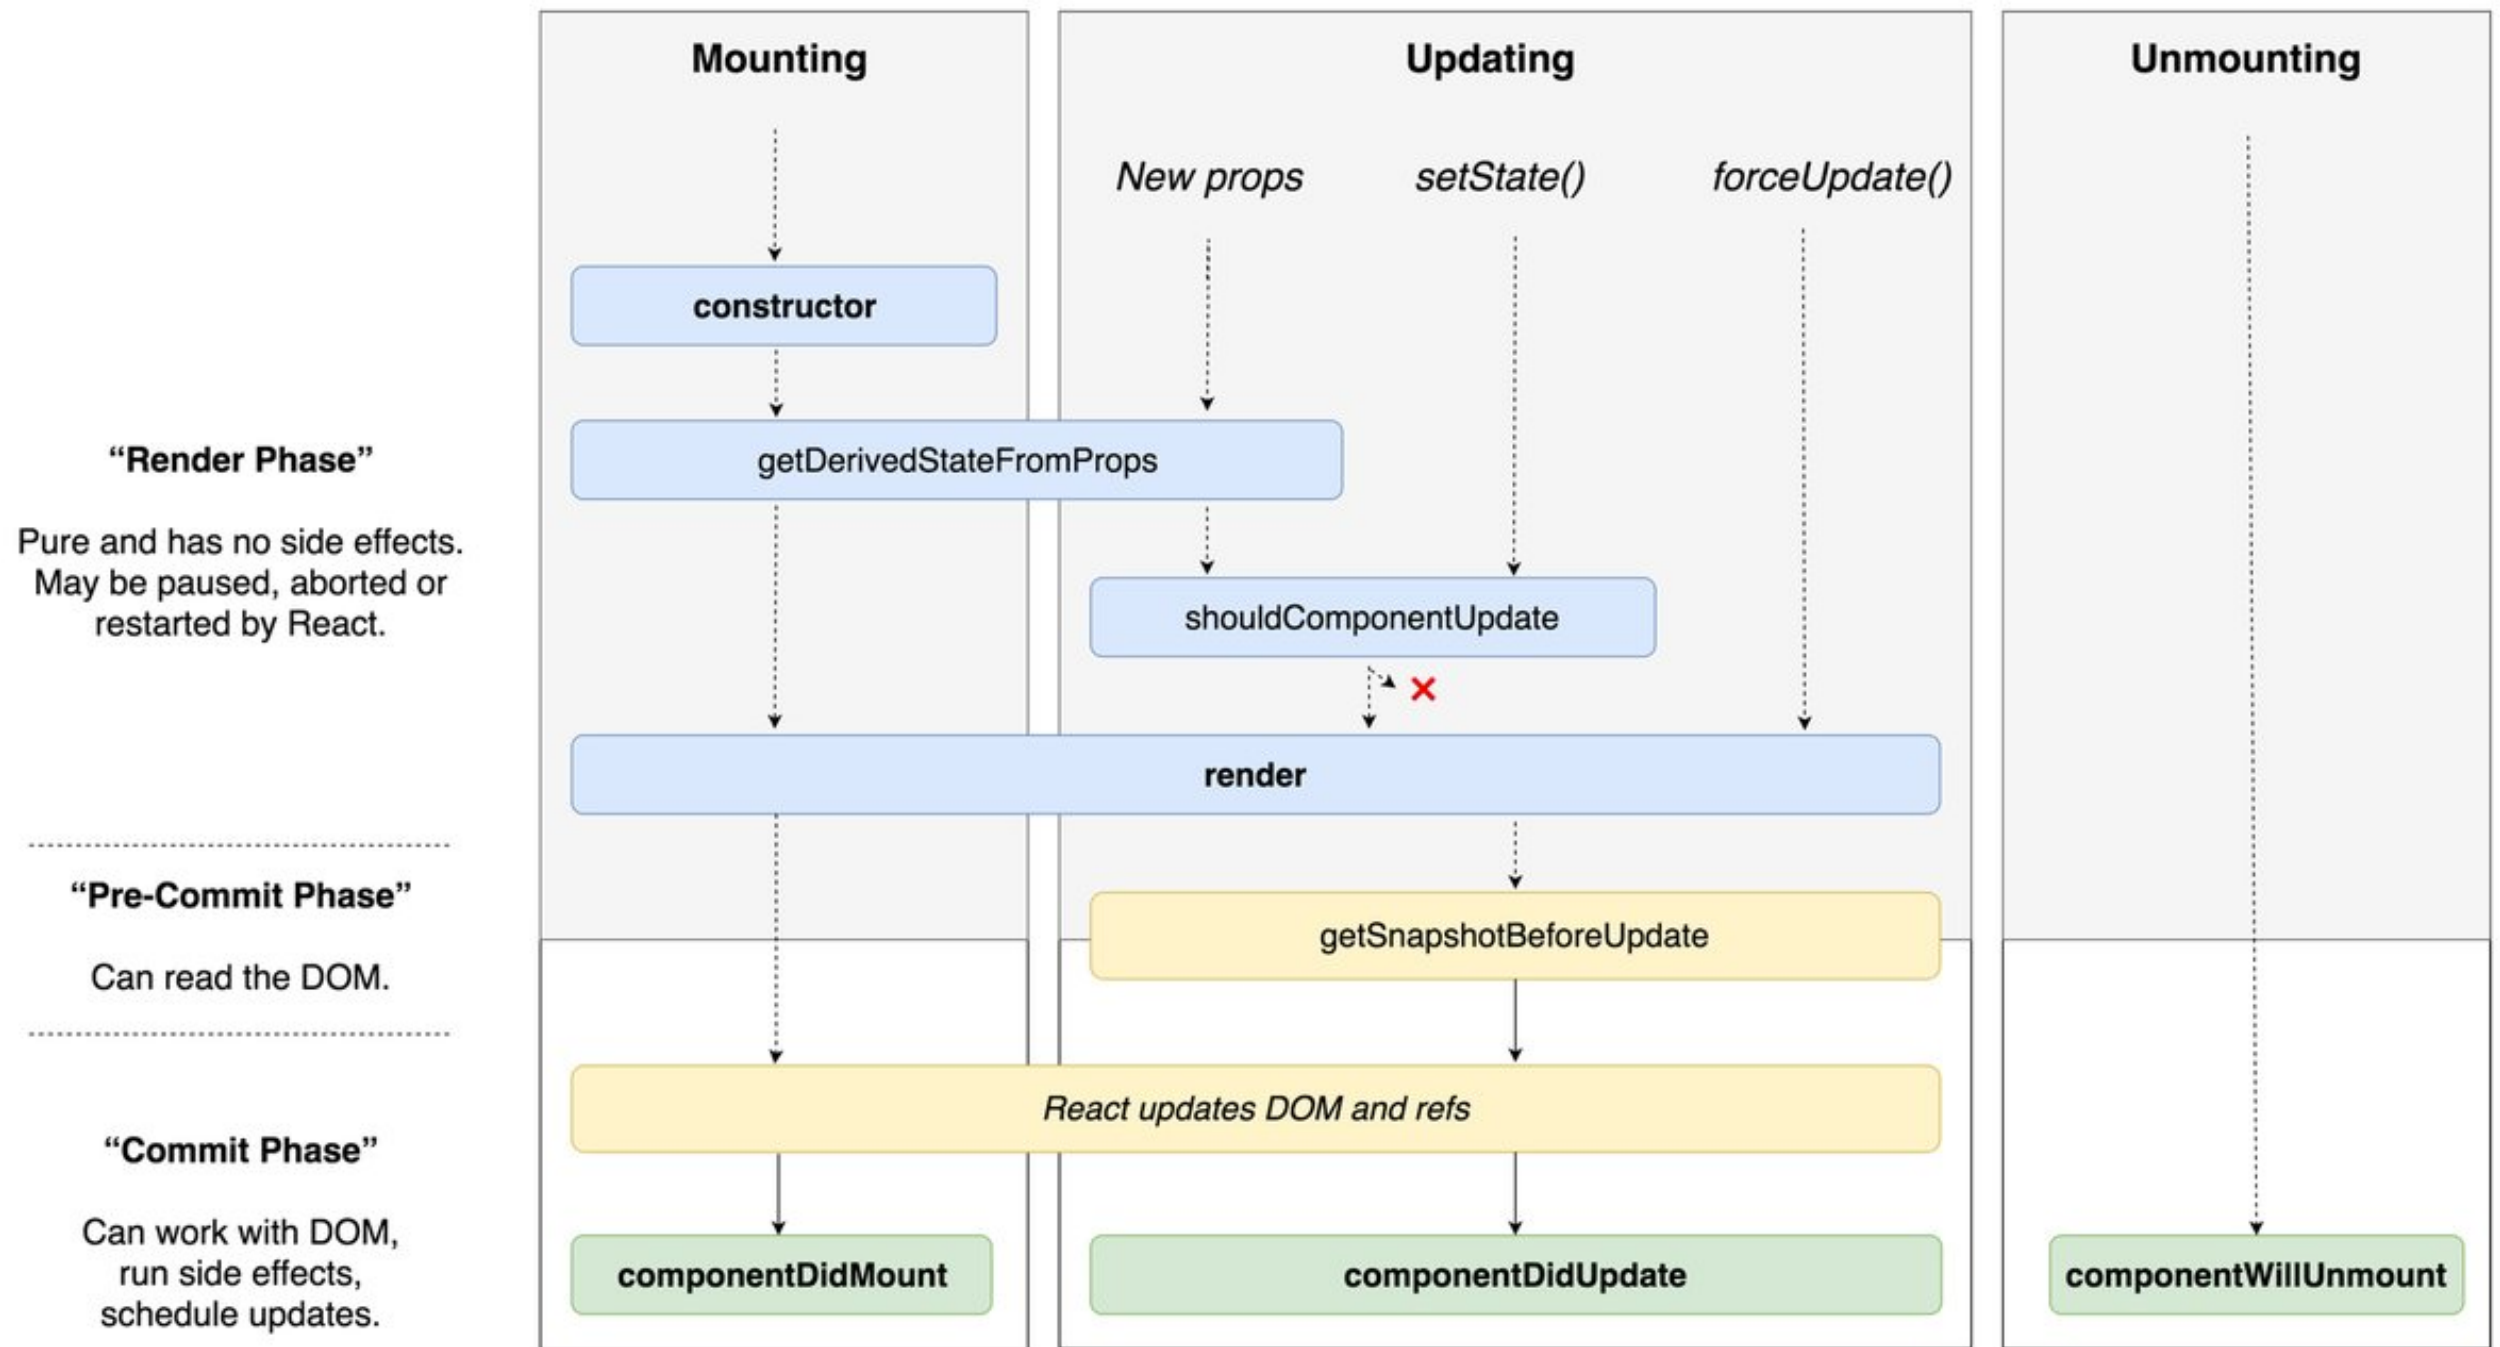 Mounting
Updating
Unmounting
New props
setState()
forceUpdate()
constructor
“Render Phase”
getDerivedStateFromProps
Pure and has no side effects.
May be paused, aborted or
restarted by React.
shouldComponentUpdate
render
“Pre-Commit Phase”
getSnapshotBeforeUpdate
Can read the DOM.
React updates DOM and refs
“Commit Phase”
Can work with DOM,
run side effects,
schedule updates.
componentDidMount
componentDidUpdate
componentWillUnmount